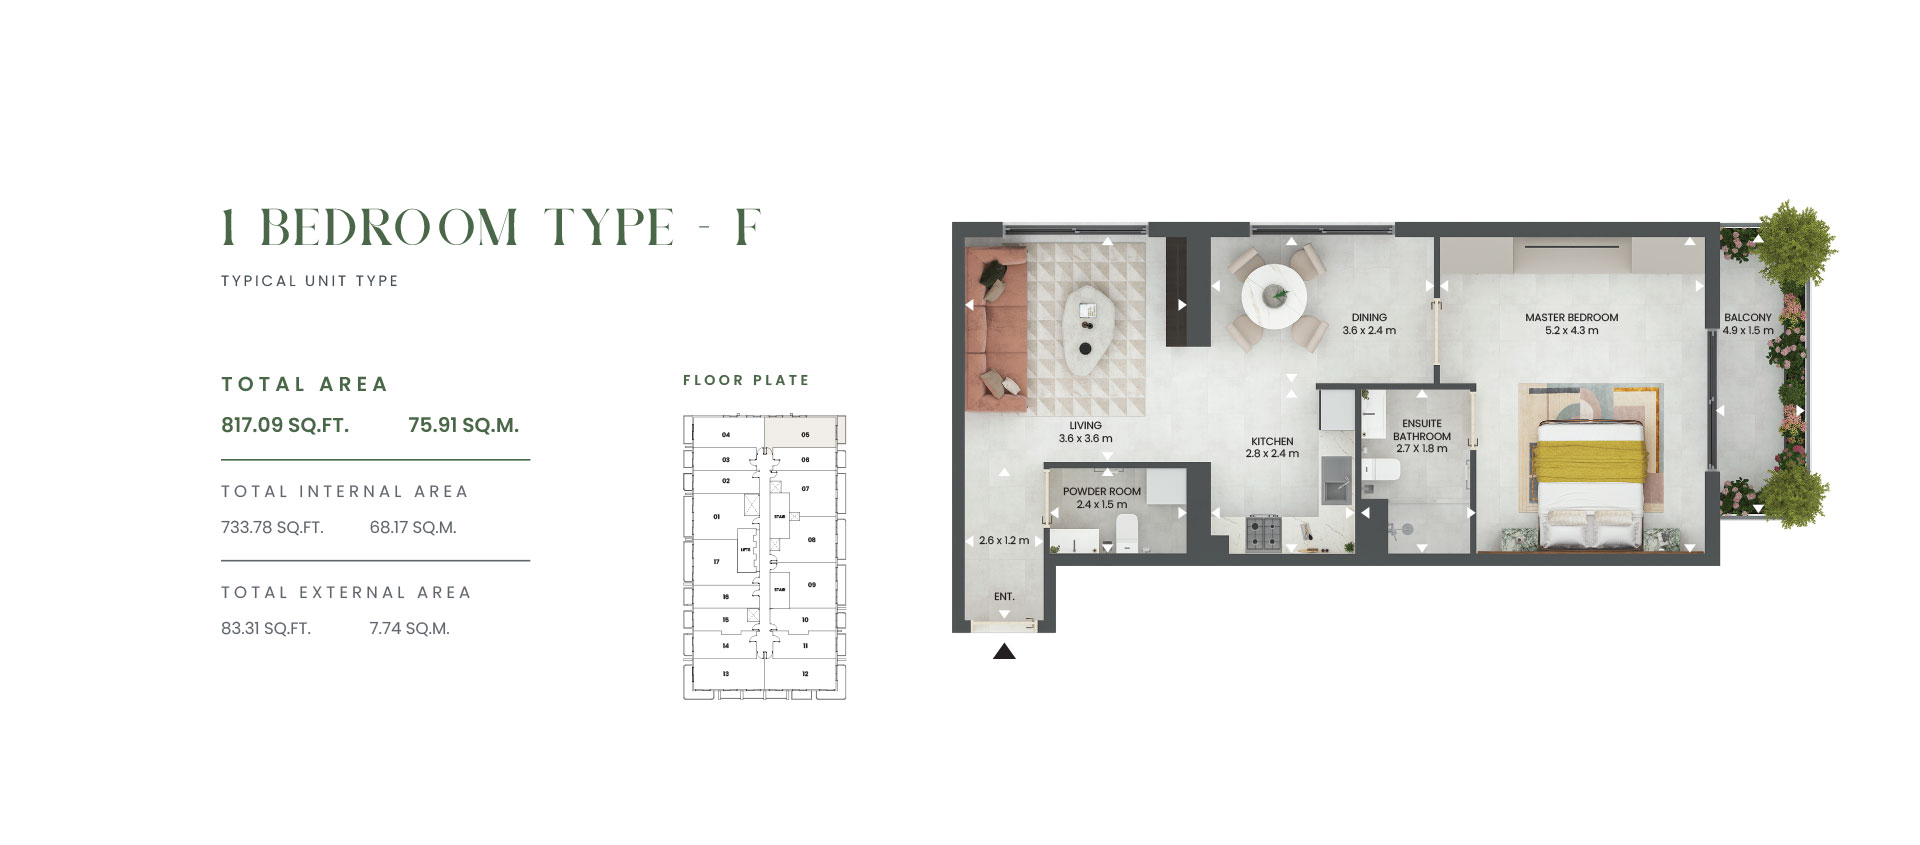 1 BEDROOM TYPE - F
TYPICAL UNIT TYPE
TOTAL AREA
817.09 SQ.FT. 75.91 SQ.M.
TOTAL INTERNAL AREA
733.78 SQ.FT. 68.17 SQ.M.
TOTAL EXTERNAL AREA
83.31 SQ.FT. 7.74 SQ.M.
FLOOR PLATE
04 05
03 06
02
07
01 STAIR
LIFTS 08
17
STAIR 09
16
15 10
14 11
13 12
LIVING
3.6 x 3.6 m
DINING
3.6 x 2.4 m
MASTER BEDROOM
5.2 x 4.3 m
BALCONY
4.9 x 1.5 m
KITCHEN
2.8 x 2.4 m
ENSUITE
BATHROOM
2.7 X 1.8 m
POWDER ROOM
2.4 x 1.5 m
2.6 x 1.2 m
ENT.